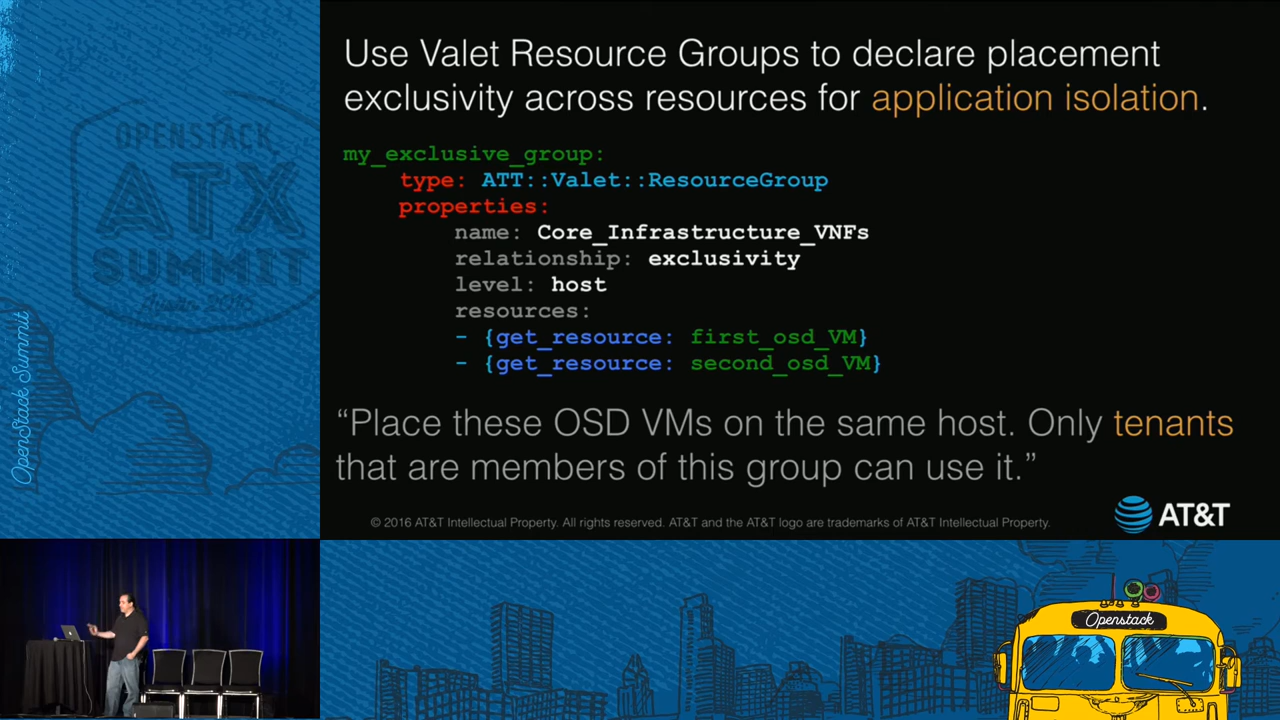 Use Valet Resource Groups to declare placement
exclusivity across resources for application isolation.
my_exclusive_group:
type: ATT::Valet::ResourceGroup
properties:
name: Core_Infrastructure_VNFs
relationship: exclusivity
level: host
resources:
- {get_resource: first_osd_VM}
- {get_resource: second_osd_VM}
“Place these OSD VMs on the same host. Only tenants
that are members of this group can use it.”
© 2016 AT&T Intellectual Property. All rights reserved. AT&T and the AT&T logo are trademarks of AT&T Intellectual Property.
AT&T
OPENSTACK
ATX
SUMMIT
Austin 2016
OpenStack Summit
Openstack